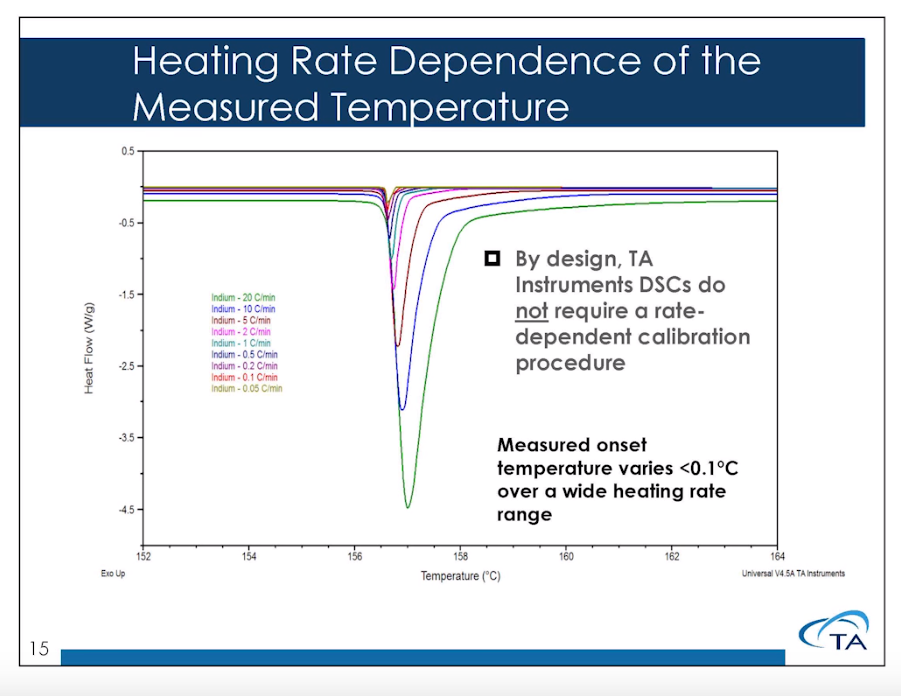 Heating Rate Dependence of the
Measured Temperature
0.5
-0.5
-1.5
-2.5
-3.5
-4.5
Heat Flow (W/g)
Indium - 20 C/min
Indium - 10 C/min
Indium - 5 C/min
Indium - 2 C/min
Indium - 1 C/min
Indium - 0.5 C/min
Indium - 0.2 C/min
Indium - 0.1 C/min
Indium - 0.05 C/min
By design, TA
Instruments DSCs do
not require a rate-
dependent calibration
procedure
Measured onset
temperature varies <0.1°C
over a wide heating rate
range
152 154 156 158 160 162 164
Exo Up
Temperature (°C)
Universal V4.5A TA Instruments
15
TA